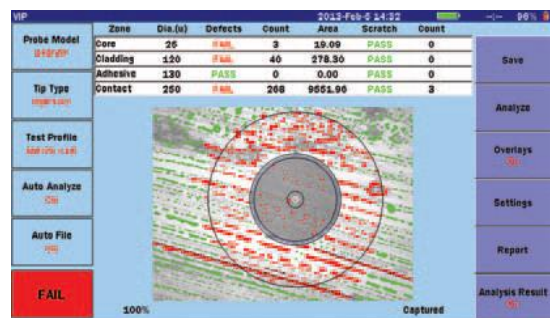 VIP 2013-Feb-5 14:32 96%
Probe Model
Tip Type
Test Profile
Auto Analyze
Auto File
FAIL
Zone Dia.(u) Defects Count Area Scratch Count
Core 25 FAIL 3 19.09 PASS 0
Cladding 120 FAIL 40 278.30 PASS 0
Adhesive 130 PASS 0 0.00 PASS 0
Contact 250 FAIL 268 9551.96 PASS 3
100% Captured
Save
Analyze
Overlays
Settings
Report
Analysis Result